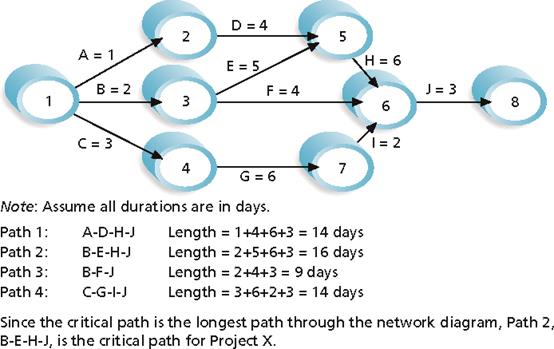 A = 1
2
D = 4
5
H = 6
E = 5
1
B = 2
3
F = 4
6
J = 3
8
C = 3
I = 2
4
G = 6
7
Note: Assume all durations are in days.
Path 1: A-D-H-J Length = 1+4+6+3 = 14 days
Path 2: B-E-H-J Length = 2+5+6+3 = 16 days
Path 3: B-F-J Length = 2+4+3 = 9 days
Path 4: C-G-I-J Length = 3+6+2+3 = 14 days
Since the critical path is the longest path through the network diagram, Path 2,
B-E-H-J, is the critical path for Project X.